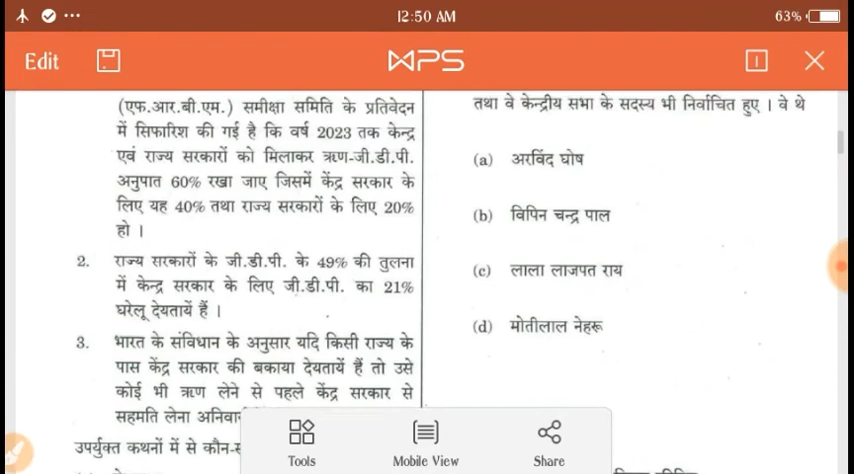 12:50 AM
63%
Edit
WPS
(एफ.आर.बी.एम.) समीक्षा समिति के प्रतिवेदन
में सिफारिश की गई है कि वर्ष 2023 तक केन्द्र
एवं राज्य सरकारों को मिलाकर ऋण-जी.डी.पी.
अनुपात 60% रखा जाए जिसमें केंद्र सरकार के
लिए यह 40% तथा राज्य सरकारों के लिए 20%
हो ।
2. राज्य सरकारों के जी.डी.पी. के 49% की तुलना
में केन्द्र सरकार के लिए जी.डी.पी. का 21%
घरेलू देयतायें हैं ।
3. भारत के संविधान के अनुसार यदि किसी राज्य के
पास केंद्र सरकार की बकाया देयतायें हैं तो उसे
कोई भी ऋण लेने से पहले केंद्र सरकार से
सहमति लेना
उपर्युक्त कथनों में से
तथा वे केन्द्रीय सभा के सदस्य भी निर्वाचित हुए । वे थे
(a) अरविंद घोष
(b) विपिन चन्द्र पाल
(c) लाला लाजपत राय
(d) मोतीलाल नेहरू
Tools
Mobile View
Share